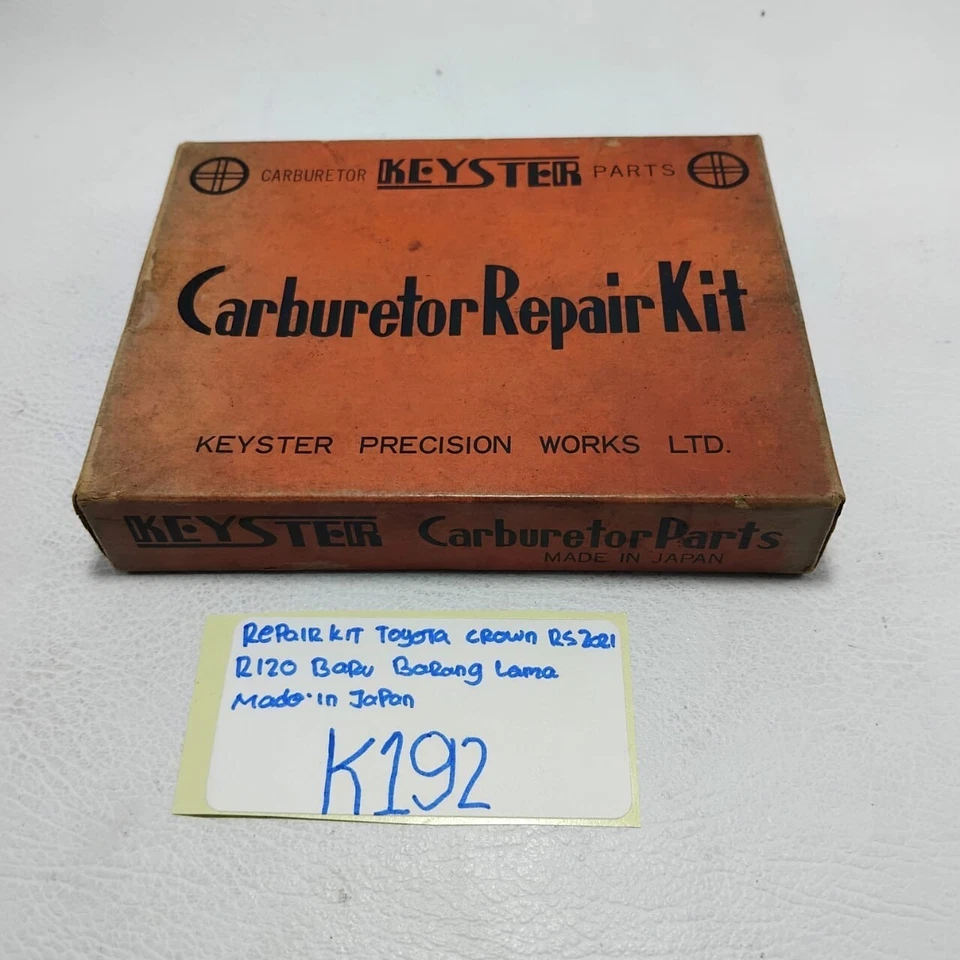 CARBURETOR KEYSTER PARTS
Carburetor Repair Kit
KEYSTER PRECISION WORKS LTD.
KEYSTER Carburetor Parts
MADE IN JAPAN
Repair Kit Toyota Crown RS2021
R120 Baru Barang Lama
Made in Japan
K192